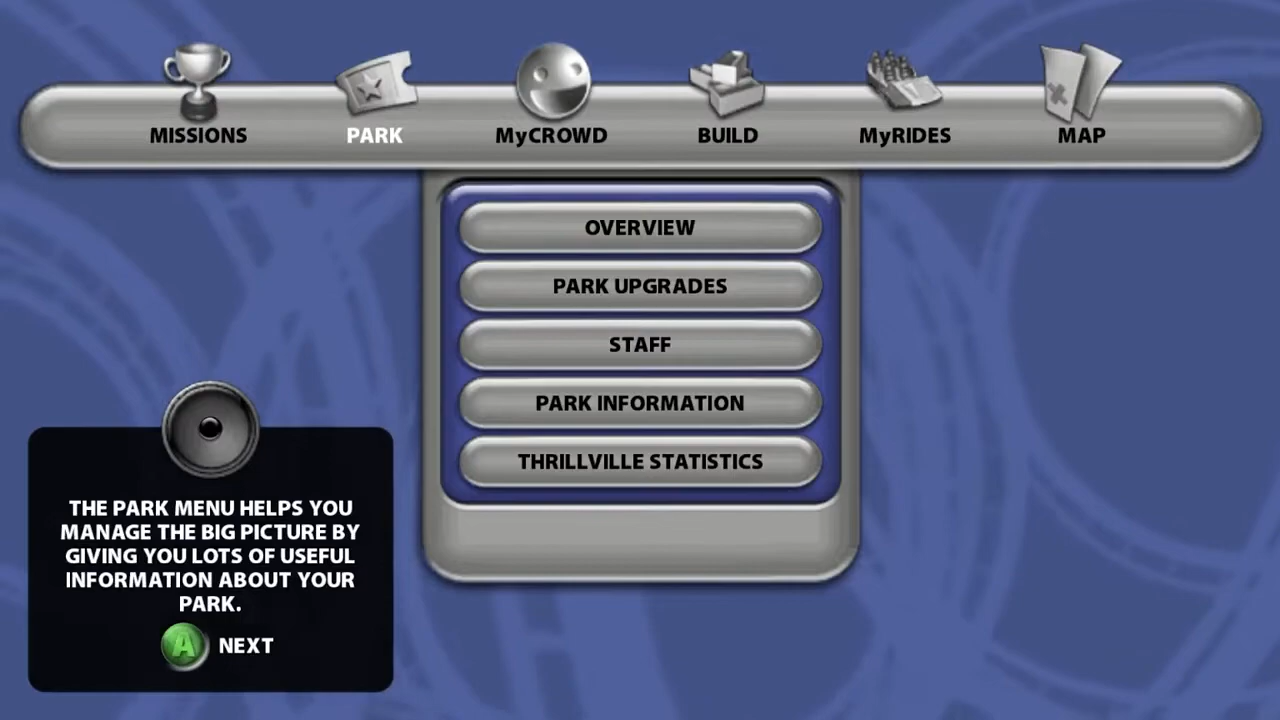 MISSIONS
PARK
MyCROWD
BUILD
MyRIDES
MAP
OVERVIEW
PARK UPGRADES
STAFF
PARK INFORMATION
THRILLVILLE STATISTICS
THE PARK MENU HELPS YOU
MANAGE THE BIG PICTURE BY
GIVING YOU LOTS OF USEFUL
INFORMATION ABOUT YOUR
PARK.
A NEXT